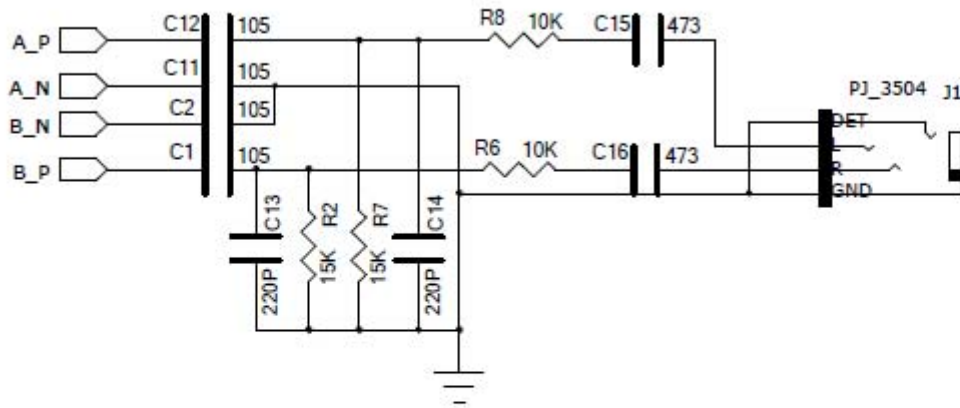 C12 105 R8 10K C15 473
A_P
C11 105 PJ_3504 J1
A_N
C2 105 DET
B_N
L
C1 105 R6 10K C16 473
B_P R
GND
C13 R2 R7 C14
220P 15K 15K 220P